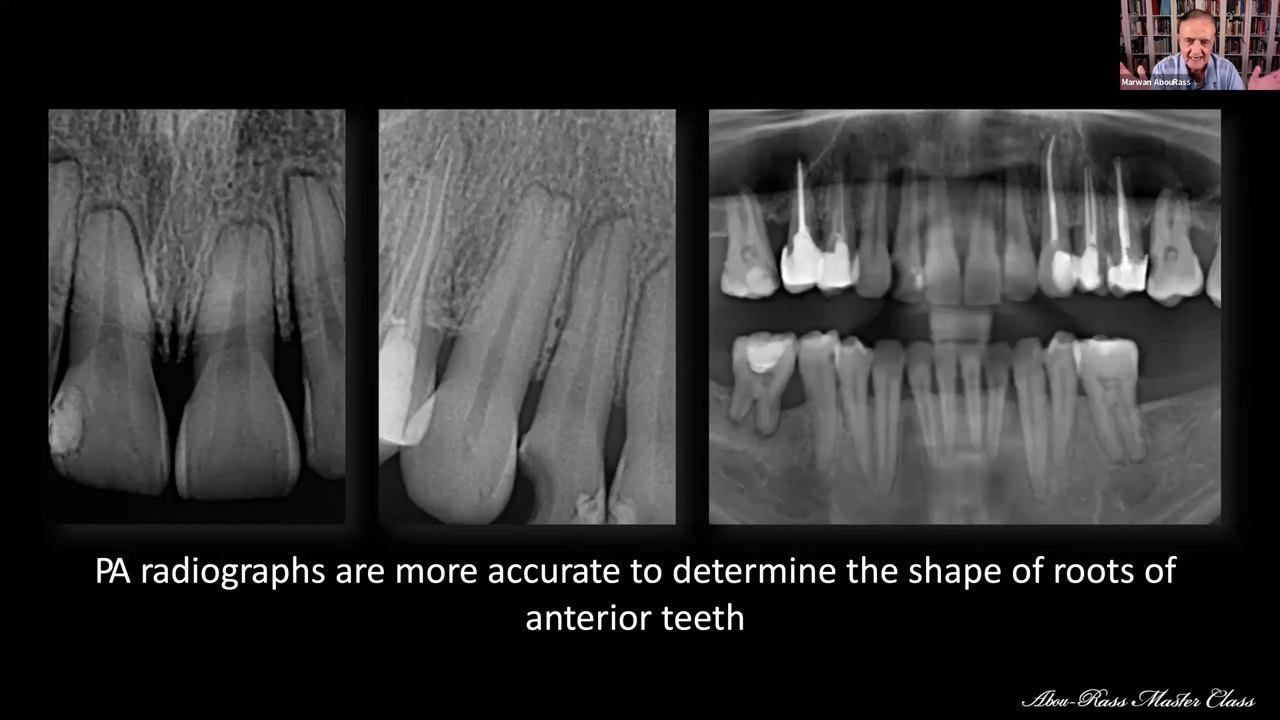 Marwan AbouRass
PA radiographs are more accurate to determine the shape of roots of
anterior teeth
Abou-Rass Master Class